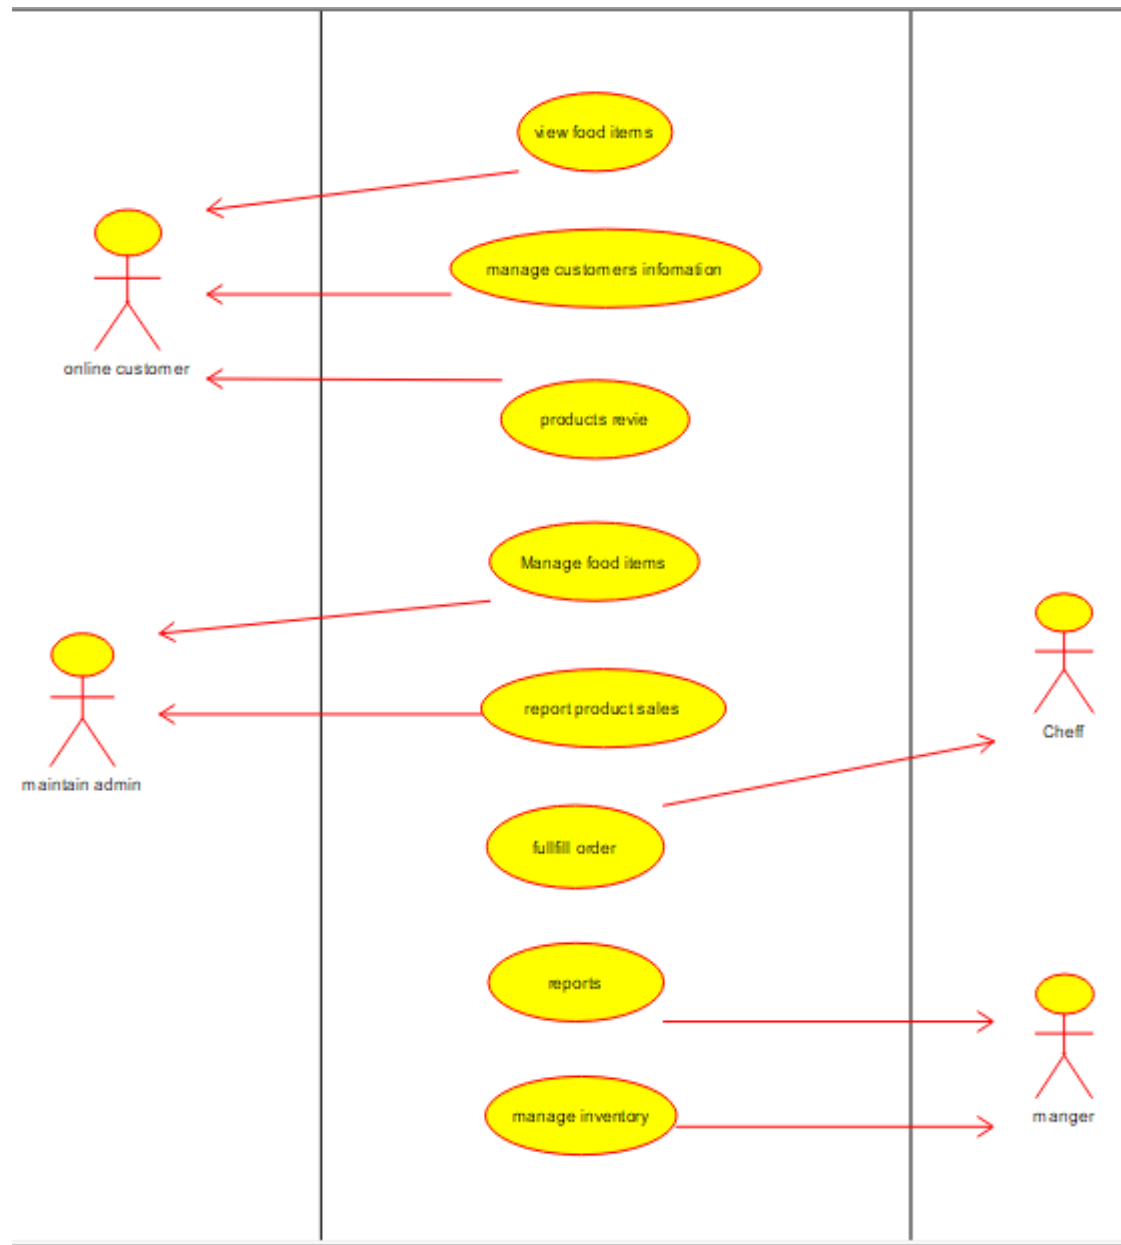 view food items
manage customers infomation
online customer
products revie
Manage food items
report product sales
Cheff
maintain admin
fullfill order
reports
manage inventory
manger